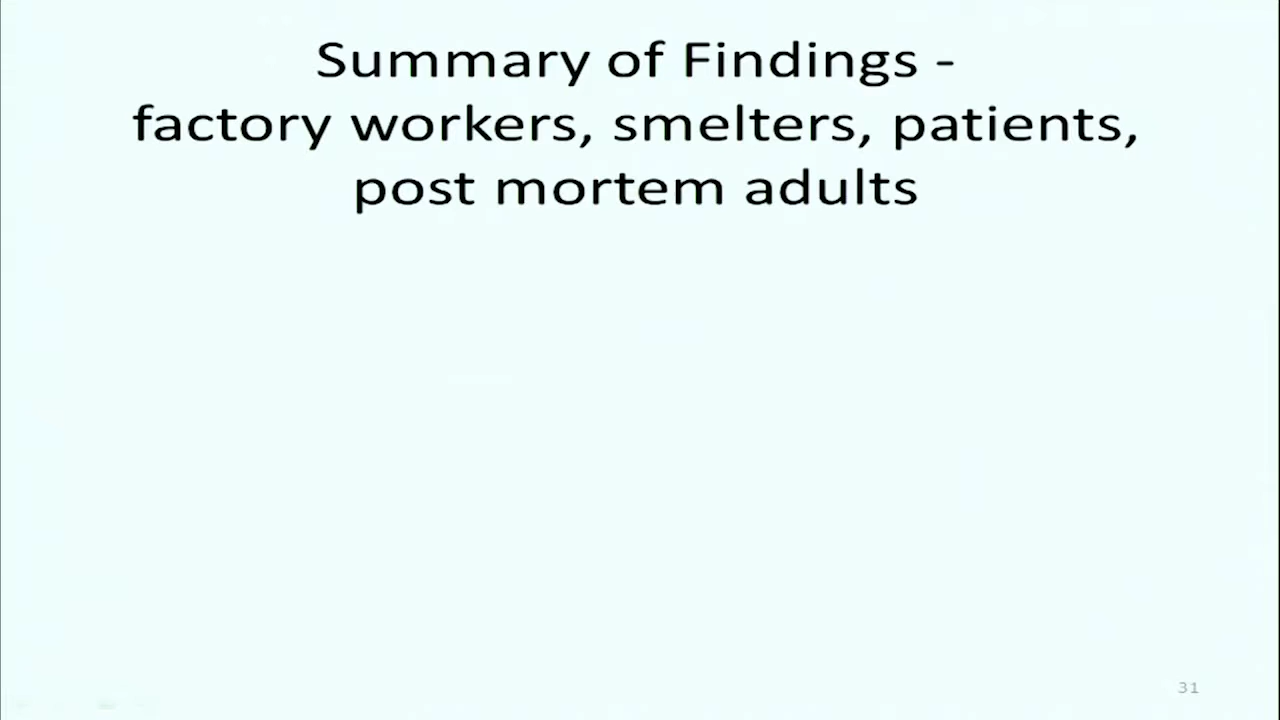 Summary of Findings -
factory workers, smelters, patients,
post mortem adults
31